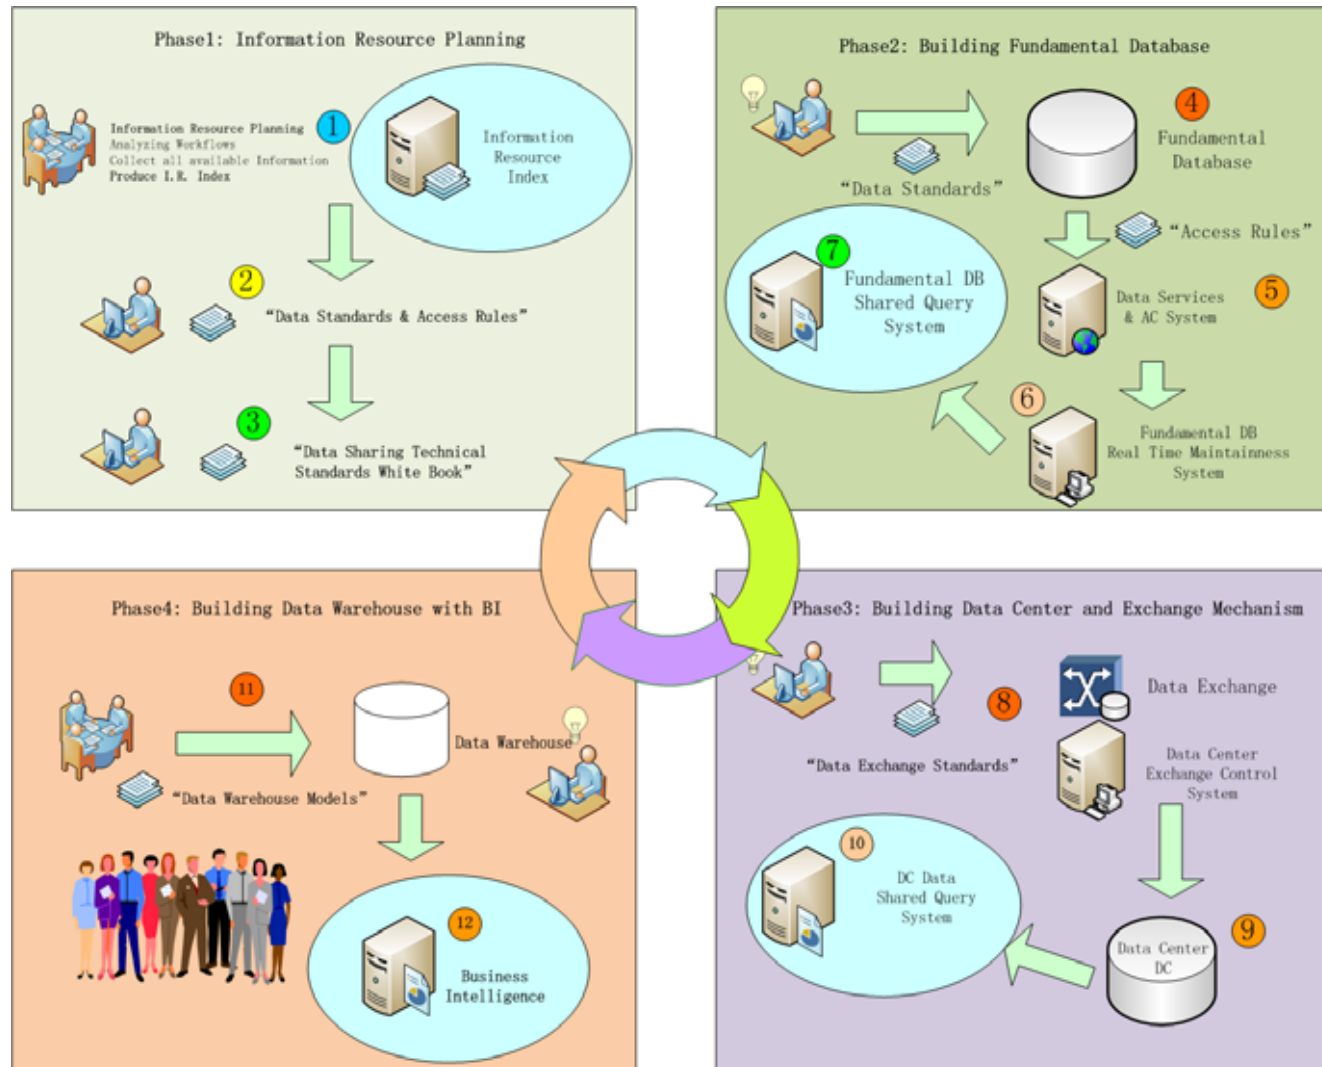 Phase1: Information Resource Planning
Information Resource Planning
Analyzing Workflows
Collect all available Information
Produce I.R. Index
1
Information
Resource
Index
2
“Data Standards & Access Rules”
3
“Data Sharing Technical
Standards White Book”
Phase2: Building Fundamental Database
4
Fundamental
Database
“Data Standards”
“Access Rules”
7
Fundamental DB
Shared Query
System
Data Services
& AC System
5
6
Fundamental DB
Real Time Maintainness
System
Phase4: Building Data Warehouse with BI
11
Data Warehouse
“Data Warehouse Models”
12
Business
Intelligence
Phase3: Building Data Center and Exchange Mechanism
8
Data Exchange
“Data Exchange Standards”
Data Center
Exchange Control
System
10
DC Data
Shared Query
System
9
Data Center
DC